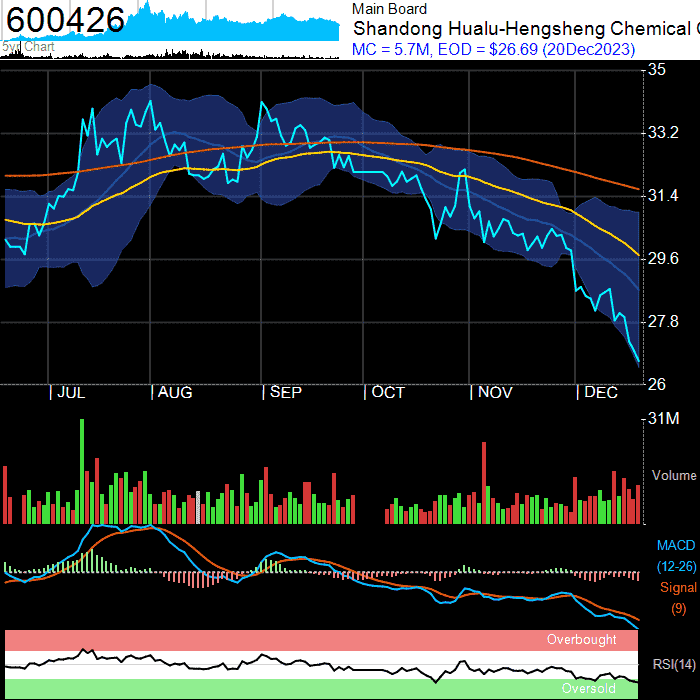 600426
5yr Chart
Main Board
Shandong Hualu-Hengsheng Chemical
MC = 5.7M, EOD = $26.69 (20Dec2023)
35
33.2
31.4
29.6
27.8
26
JUL AUG SEP OCT NOV DEC
31M
Volume
MACD
(12-26)
Signal
(9)
Overbought
RSI(14)
Oversold